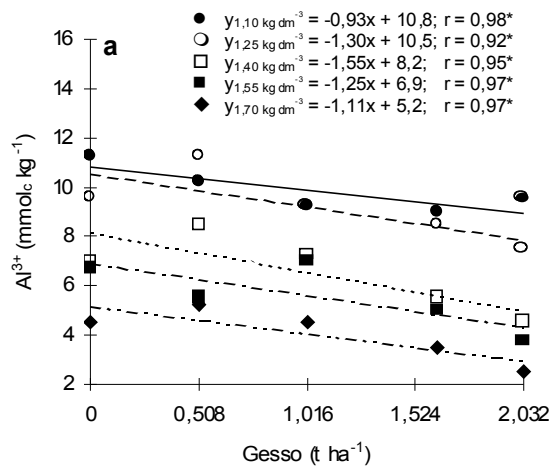 a
y1,10 kg dm⁻³ = -0,93x + 10,8; r = 0,98*
y1,25 kg dm⁻³ = -1,30x + 10,5; r = 0,92*
y1,40 kg dm⁻³ = -1,55x + 8,2; r = 0,95*
y1,55 kg dm⁻³ = -1,25x + 6,9; r = 0,97*
y1,70 kg dm⁻³ = -1,11x + 5,2; r = 0,97*
Al³⁺ (mmolc kg⁻¹)
16
14
12
10
8
6
4
2
0 0,508 1,016 1,524 2,032
Gesso (t ha⁻¹)